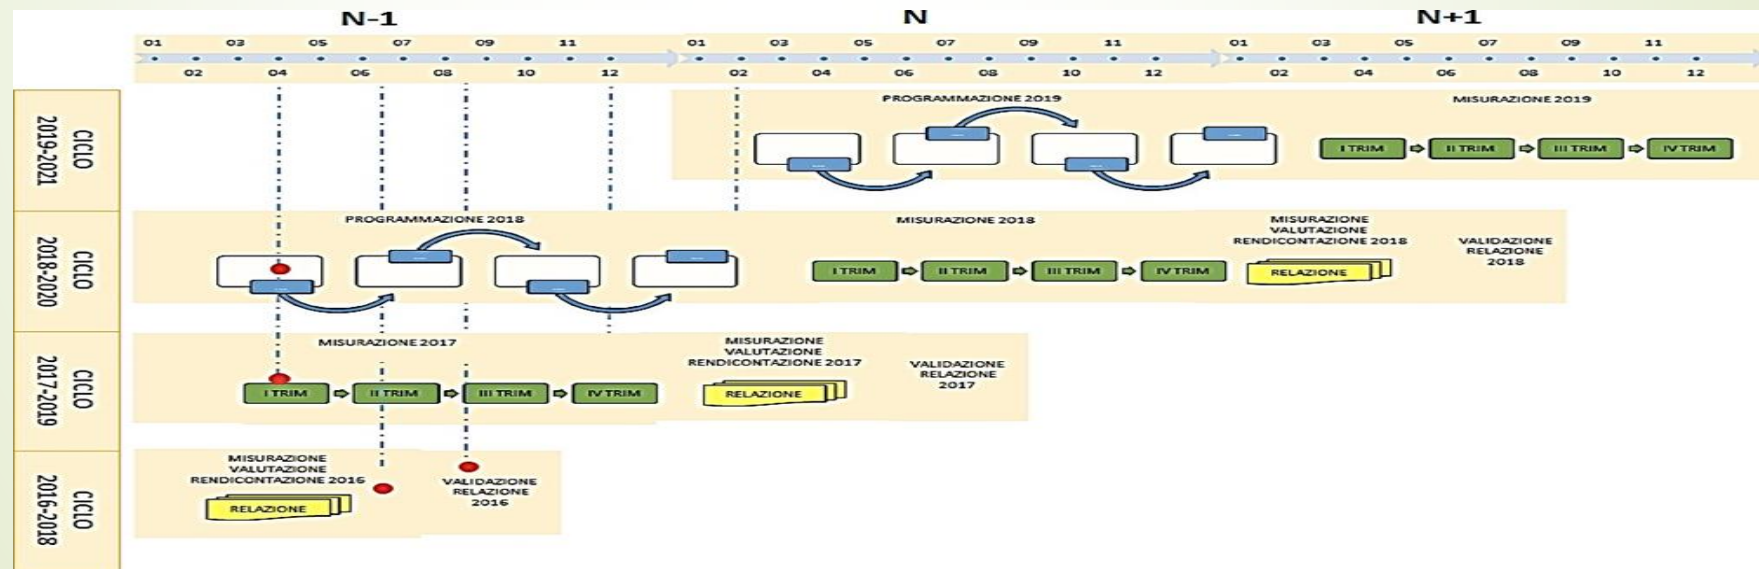 N-1
N
N+1
01 03 05 07 09 11 01 03 05 07 09 11 01 03 05 07 09 11
02 04 06 08 10 12 02 04 06 08 10 12 02 04 06 08 10 12
CICLO
2019-2021
PROGRAMMAZIONE 2019
MISURAZIONE 2019
I TRIM
II TRIM
III TRIM
IV TRIM
CICLO
2018-2020
PROGRAMMAZIONE 2018
MISURAZIONE 2018
I TRIM
II TRIM
III TRIM
IV TRIM
MISURAZIONE
VALUTAZIONE
RENDICONTAZIONE 2018
RELAZIONE
VALIDAZIONE
RELAZIONE
2018
CICLO
2017-2019
MISURAZIONE 2017
I TRIM
II TRIM
III TRIM
IV TRIM
MISURAZIONE
VALUTAZIONE
RENDICONTAZIONE 2017
RELAZIONE
VALIDAZIONE
RELAZIONE
2017
CICLO
2016-2018
MISURAZIONE
VALUTAZIONE
RENDICONTAZIONE 2016
RELAZIONE
VALIDAZIONE
RELAZIONE
2016